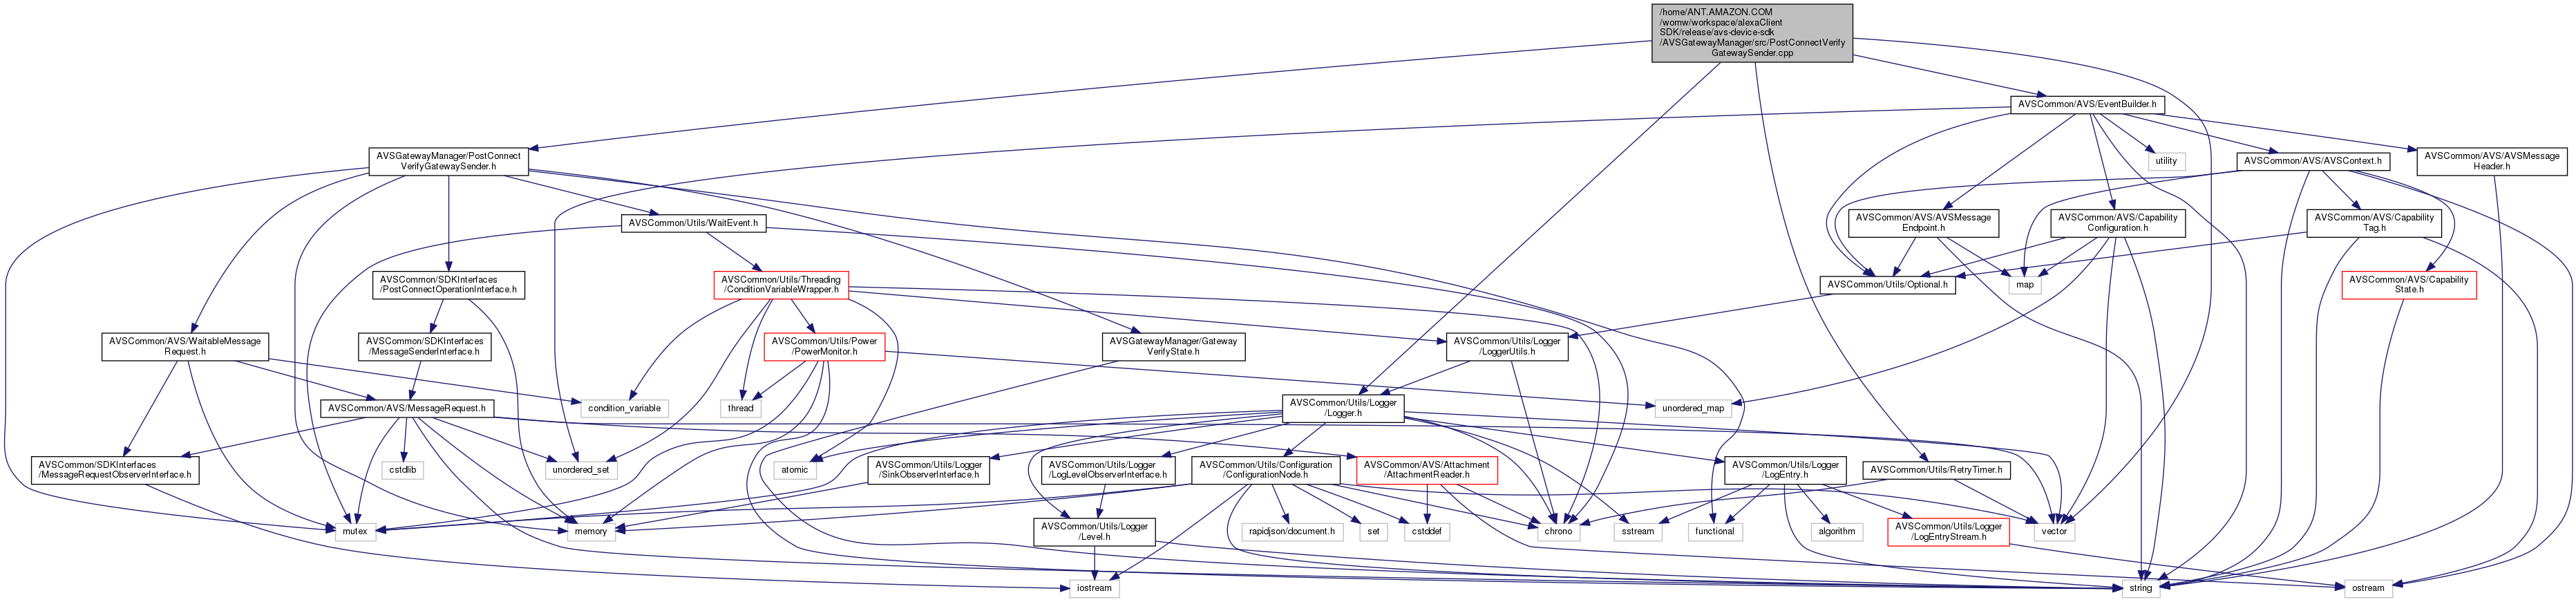 /home/ANT.AMAZON.COM
/womw/workspace/alexaClient
SDK/release/avs-device-sdk
/AVSGatewayManager/src/PostConnectVerify
GatewaySender.cpp
AVSCommon/AVS/EventBuilder.h
AVSGatewayManager/PostConnect
VerifyGatewaySender.h
utility
AVSCommon/AVS/AVSContext.h
AVSCommon/AVS/AVSMessage
Header.h
AVSCommon/Utils/WaitEvent.h
AVSCommon/AVS/AVSMessage
Endpoint.h
AVSCommon/AVS/Capability
Configuration.h
AVSCommon/AVS/Capability
Tag.h
AVSCommon/SDKInterfaces
/PostConnectOperationInterface.h
AVSCommon/Utils/Threading
/ConditionVariableWrapper.h
AVSCommon/Utils/Optional.h
map
AVSCommon/AVS/Capability
State.h
AVSCommon/AVS/WaitableMessage
Request.h
AVSCommon/SDKInterfaces
/MessageSenderInterface.h
AVSCommon/Utils/Power
/PowerMonitor.h
AVSGatewayManager/Gateway
VerifyState.h
AVSCommon/Utils/Logger
/LoggerUtils.h
AVSCommon/AVS/MessageRequest.h
condition_variable
thread
AVSCommon/Utils/Logger
/Logger.h
unordered_map
AVSCommon/SDKInterfaces
/MessageRequestObserverInterface.h
cstdlib
unordered_set
AVSCommon/AVS/Attachment
/AttachmentReader.h
atomic
AVSCommon/Utils/Logger
/SinkObserverInterface.h
AVSCommon/Utils/Logger
/LogLevelObserverInterface.h
AVSCommon/Utils/Configuration
/ConfigurationNode.h
AVSCommon/Utils/Logger
/LogEntry.h
AVSCommon/Utils/RetryTimer.h
mutex
memory
AVSCommon/Utils/Logger
/Level.h
rapidjson/document.h
set
cstddef
chrono
sstream
functional
algorithm
AVSCommon/Utils/Logger
/LogEntryStream.h
vector
iostream
string
ostream